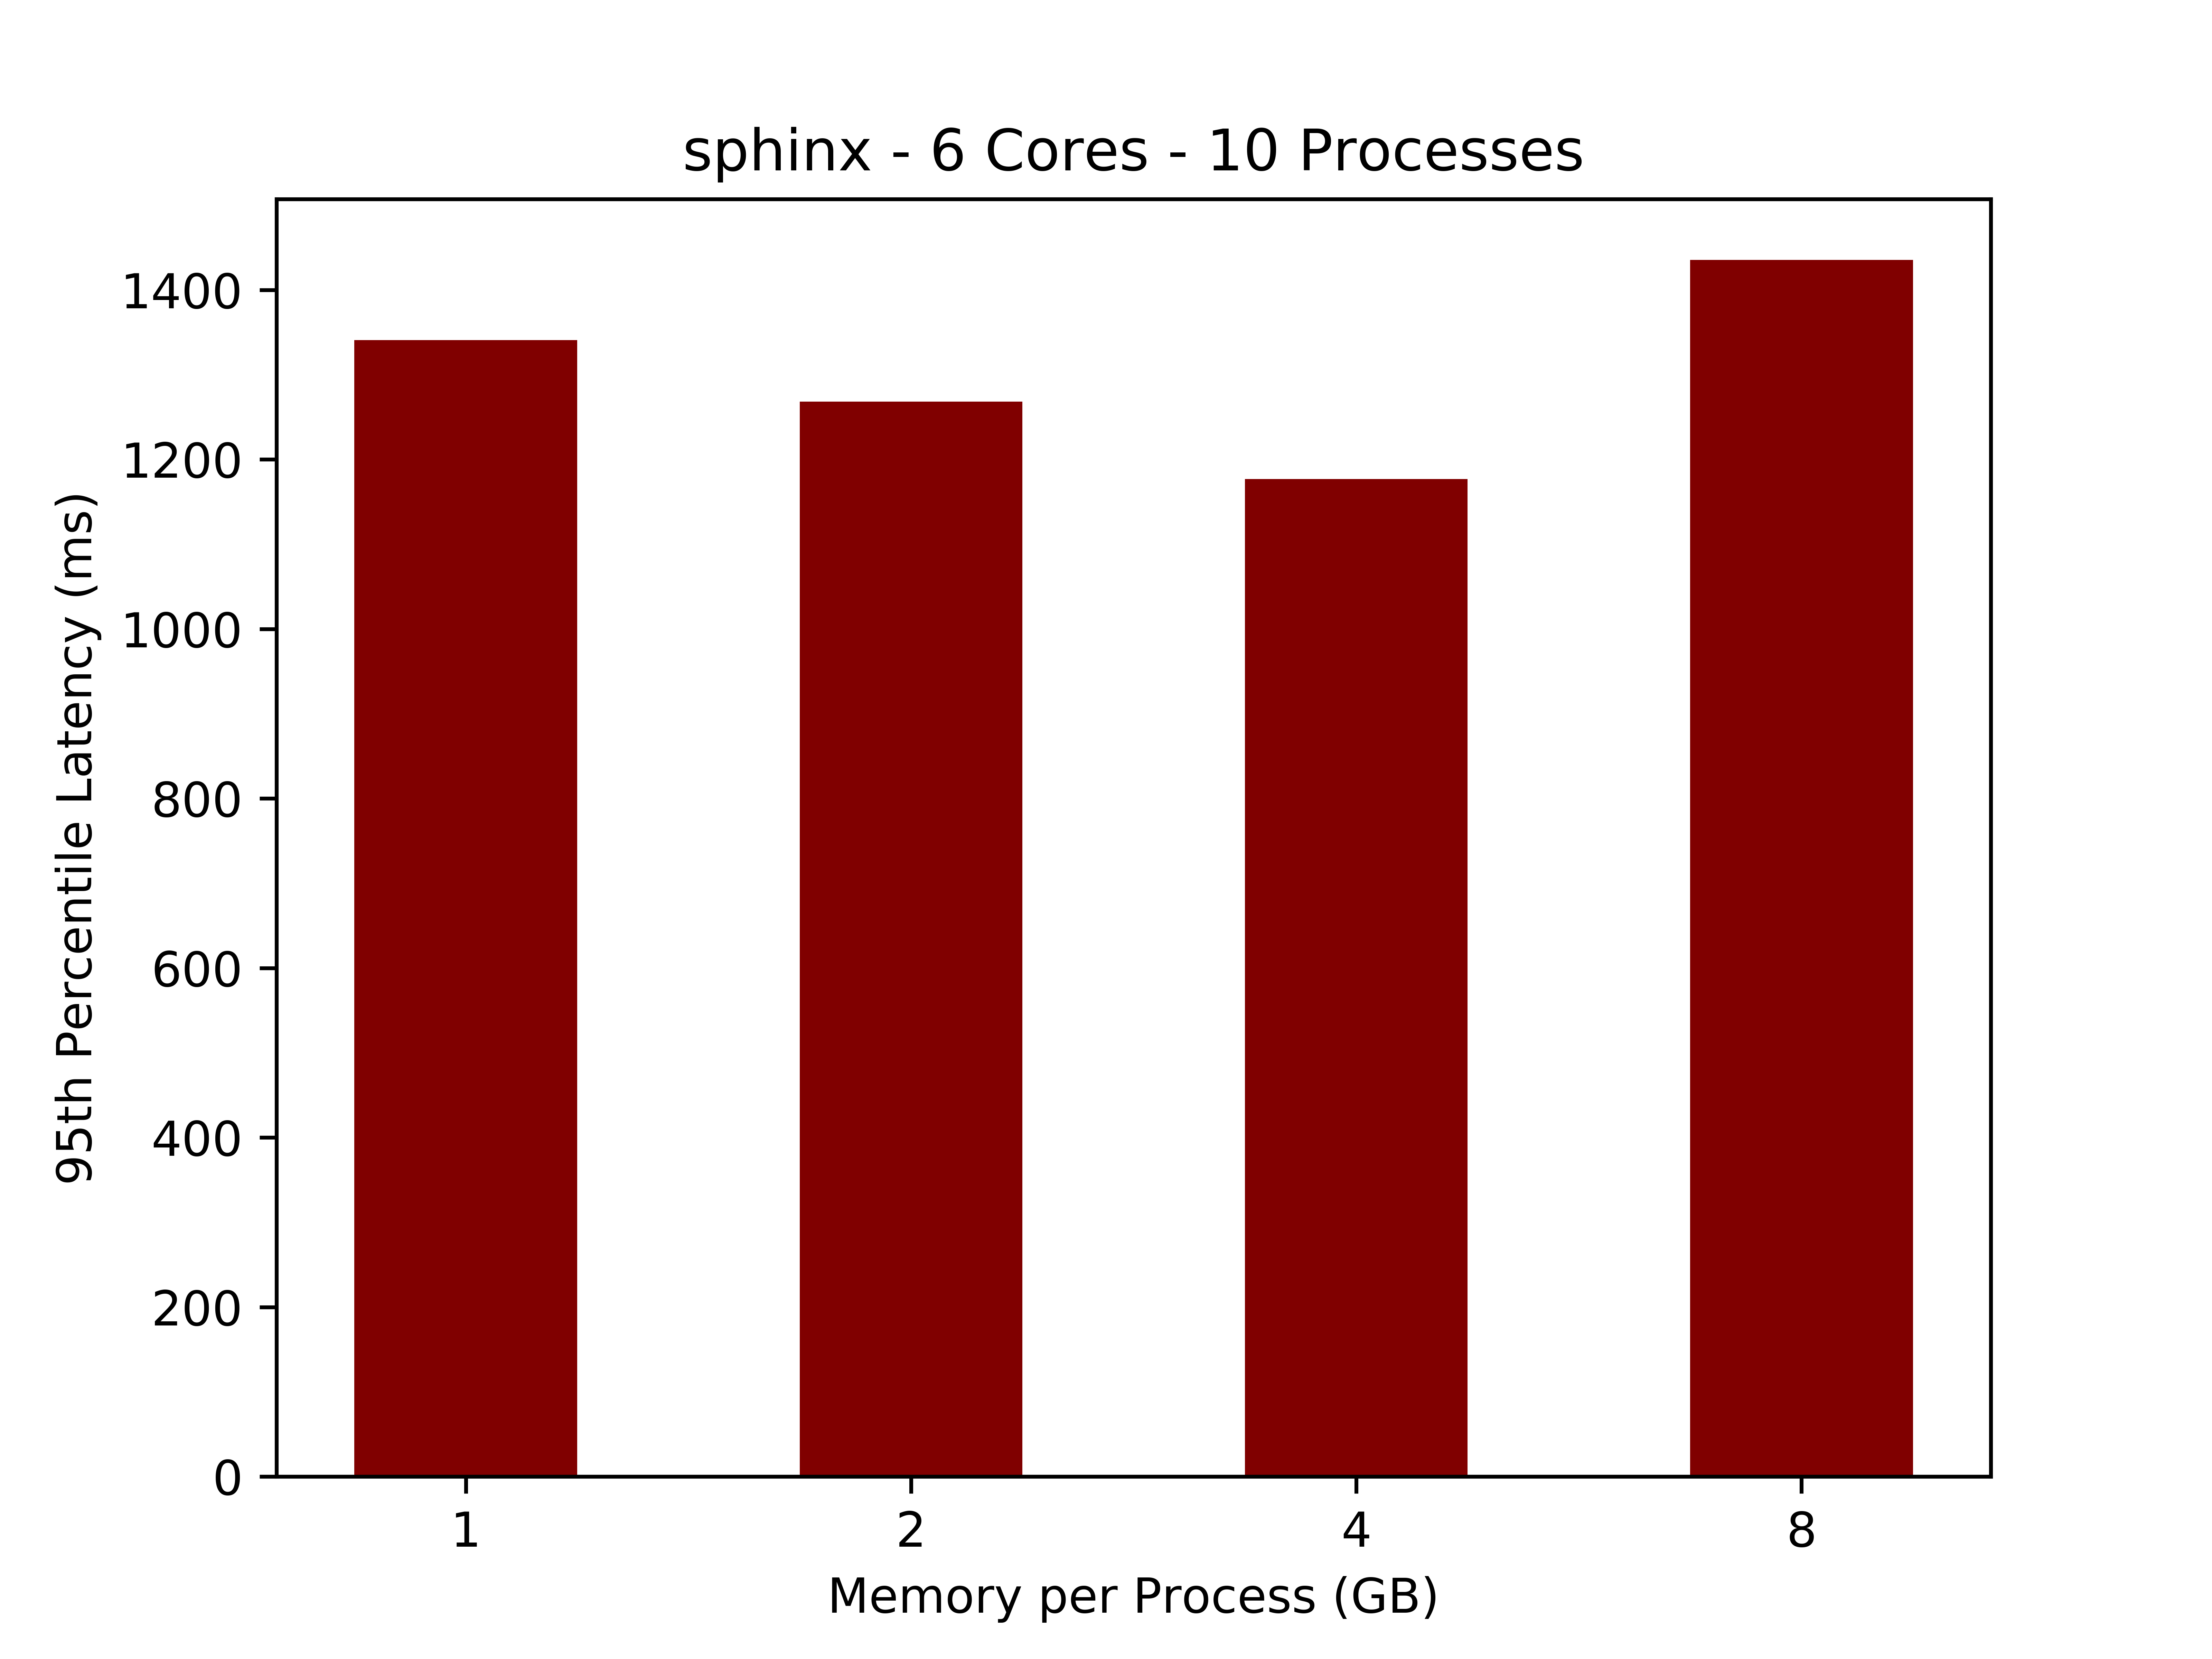 sphinx - 6 Cores - 10 Processes
95th Percentile Latency (ms)
1400
1200
1000
800
600
400
200
0
1 2 4 8
Memory per Process (GB)